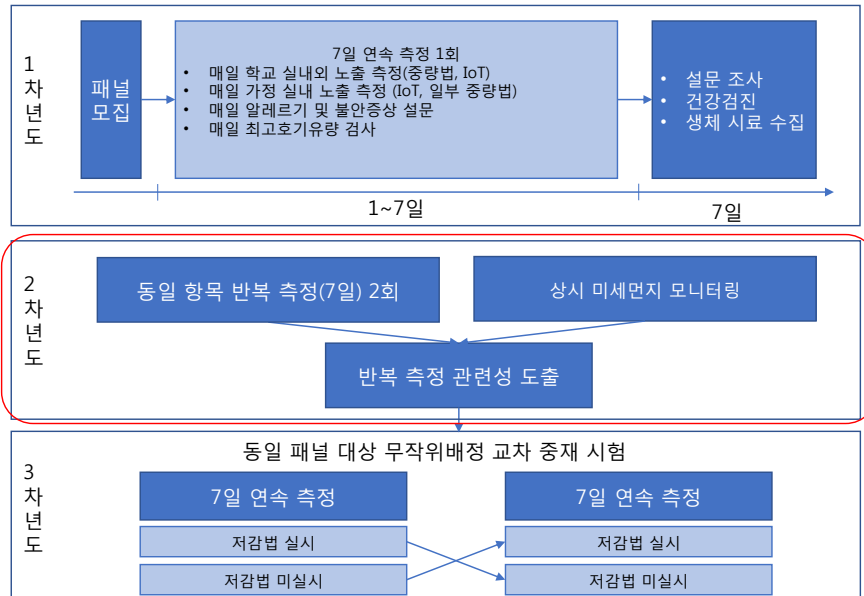 1
차
년
도
패널
모집
7일 연속 측정 1회
• 매일 학교 실내외 노출 측정(중량법, IoT)
• 매일 가정 실내 노출 측정 (IoT, 일부 중량법)
• 매일 알레르기 및 불안증상 설문
• 매일 최고호기유량 검사
• 설문 조사
• 건강검진
• 생체 시료 수집
1~7일
7일
2
차
년
도
동일 항목 반복 측정(7일) 2회
상시 미세먼지 모니터링
반복 측정 관련성 도출
3
차
년
도
동일 패널 대상 무작위배정 교차 중재 시험
7일 연속 측정
7일 연속 측정
저감법 실시
저감법 실시
저감법 미실시
저감법 미실시